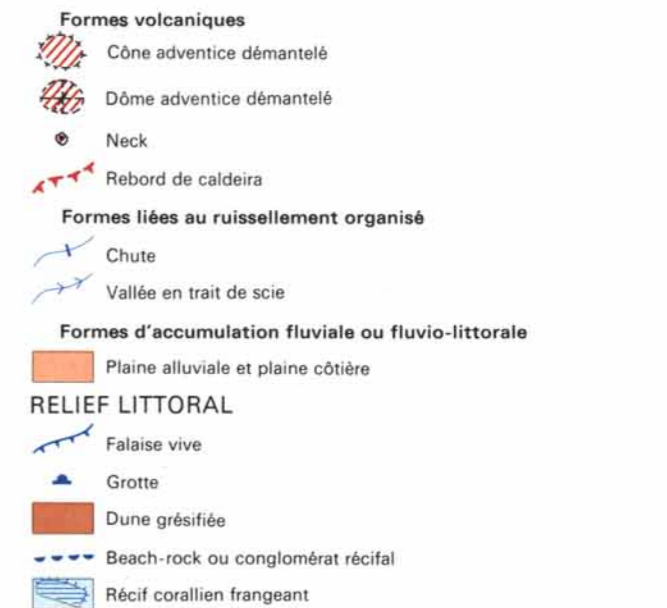 Formes volcaniques
Cône adventice démantelé
Dôme adventice démantelé
Neck
Rebord de caldeira
Formes liées au ruissellement organisé
Chute
Vallée en trait de scie
Formes d'accumulation fluviale ou fluvio-littorale
Plaine alluviale et plaine côtière
RELIEF LITTORAL
Falaise vive
Grotte
Dune grésifiée
Beach-rock ou conglomérat récifal
Récif corallien frangeant